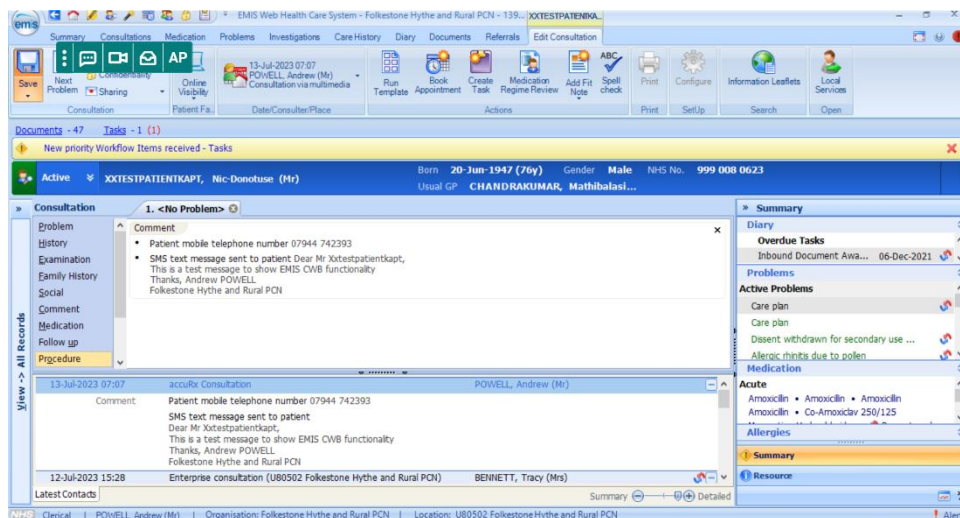 emis
EMIS Web Health Care System - Folkestone Hythe and Rural PCN - 139...
XXTESTPATIENTKA...
Summary Consultations Medication Problems Investigations Care History Diary Documents Referrals Edit Consultation
AP
Save
Next Problem
Confidentiality
Sharing
Online Visibility
13-Jul-2023 07:07
POWELL, Andrew (Mr)
Consultation via multimedia
Run Template
Book Appointment
Create Task
Medication Regime Review
Add Fit Note
ABC
Spell check
Print
Configure
Information Leaflets
Local Services
Consultation Patient Fa... Date/Consulter/Place Actions Print SetUp Search Open
Documents - 47 Tasks - 1 (1)
New priority Workflow Items received - Tasks
Active XXTESTPATIENTKAPT, Nic-Donotuse (Mr)
Born 20-Jun-1947 (76y) Gender Male NHS No. 999 008 0623
Usual GP CHANDRAKUMAR, Mathibalasi...
View -> All Records
Consultation
Problem
History
Examination
Family History
Social
Comment
Medication
Follow up
Procedure
1. <No Problem>
Comment
• Patient mobile telephone number 07944 742393
• SMS text message sent to patient Dear Mr Xxtestpatientkapt,
This is a test message to show EMIS CWB functionality
Thanks, Andrew POWELL
Folkestone Hythe and Rural PCN
13-Jul-2023 07:07 accuRx Consultation POWELL, Andrew (Mr)
Comment Patient mobile telephone number 07944 742393
SMS text message sent to patient
Dear Mr Xxtestpatientkapt,
This is a test message to show EMIS CWB functionality
Thanks, Andrew POWELL
Folkestone Hythe and Rural PCN
12-Jul-2023 15:28 Enterprise consultation (U80502 Folkestone Hythe and Rural PCN) BENNETT, Tracy (Mrs)
Latest Contacts
Summary Detailed
Summary
Diary
Overdue Tasks
Inbound Document Awa... 06-Dec-2021
Problems
Active Problems
Care plan
Care plan
Dissent withdrawn for secondary use ...
Allergic rhinitis due to pollen
Medication
Acute
Amoxicillin • Amoxicillin • Amoxicillin
Amoxicillin • Co-Amoxiclav 250/125
Allergies
Summary
Resource
NHS Clerical POWELL, Andrew (Mr) Organisation: Folkestone Hythe and Rural PCN Location: U80502 Folkestone Hythe and Rural PCN